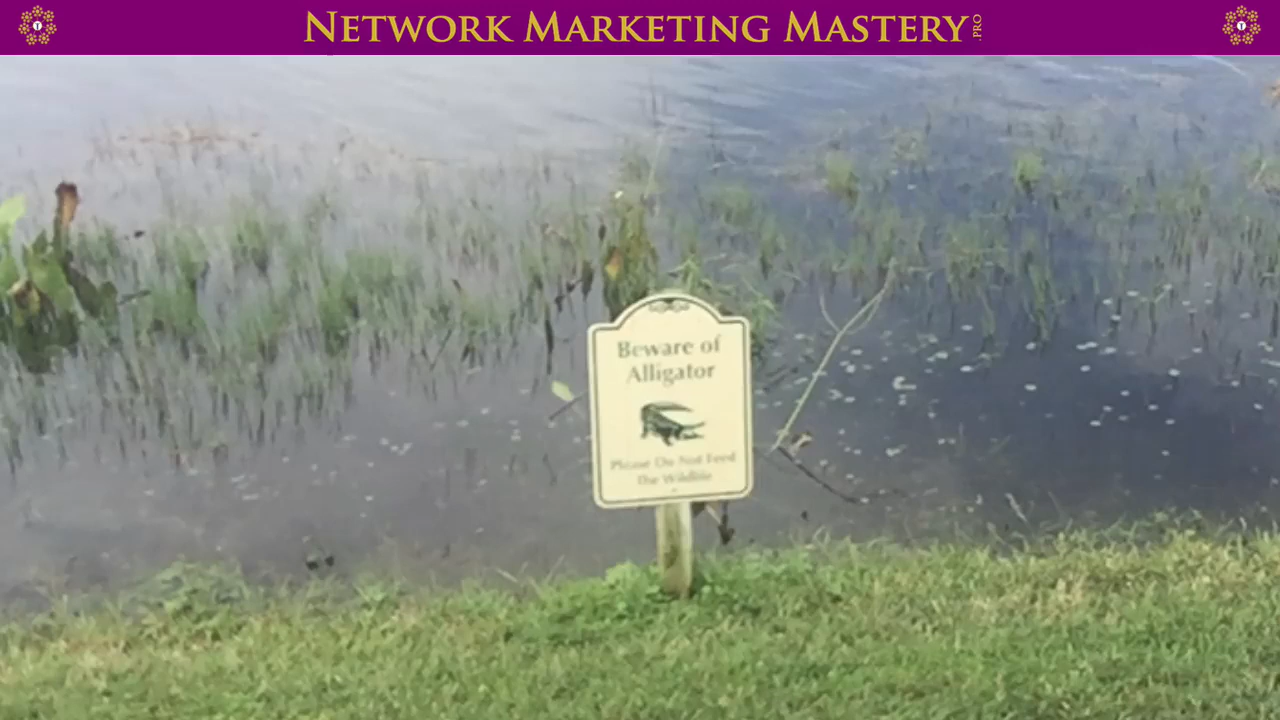 NETWORK MARKETING MASTERY.PRO
Beware of
Alligator
Please Do Not Feed
The Wildlife